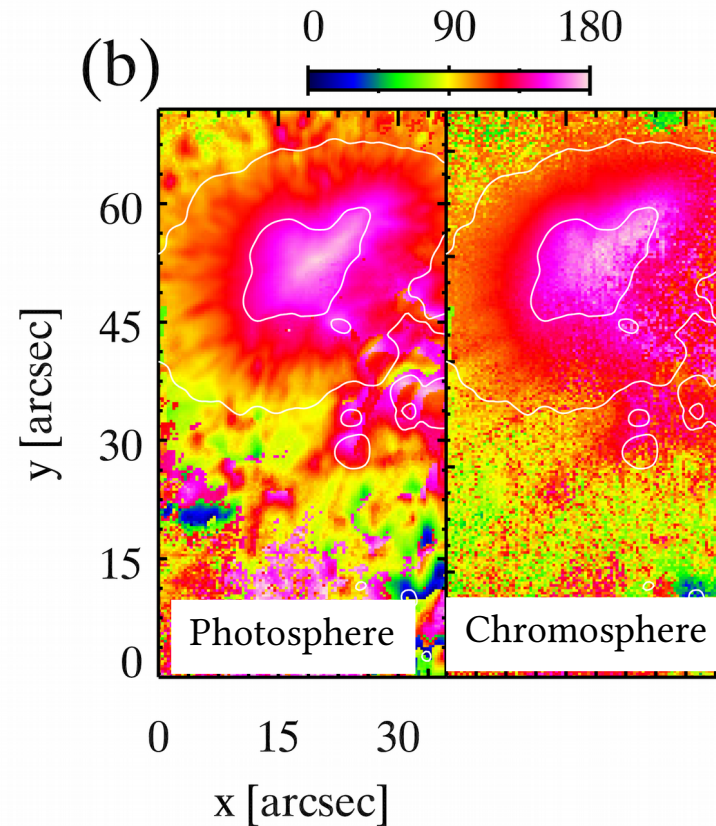 (b)
0 90 180
60
45
30
15
0
y [arcsec]
Photosphere
Chromosphere
0 15 30
x [arcsec]